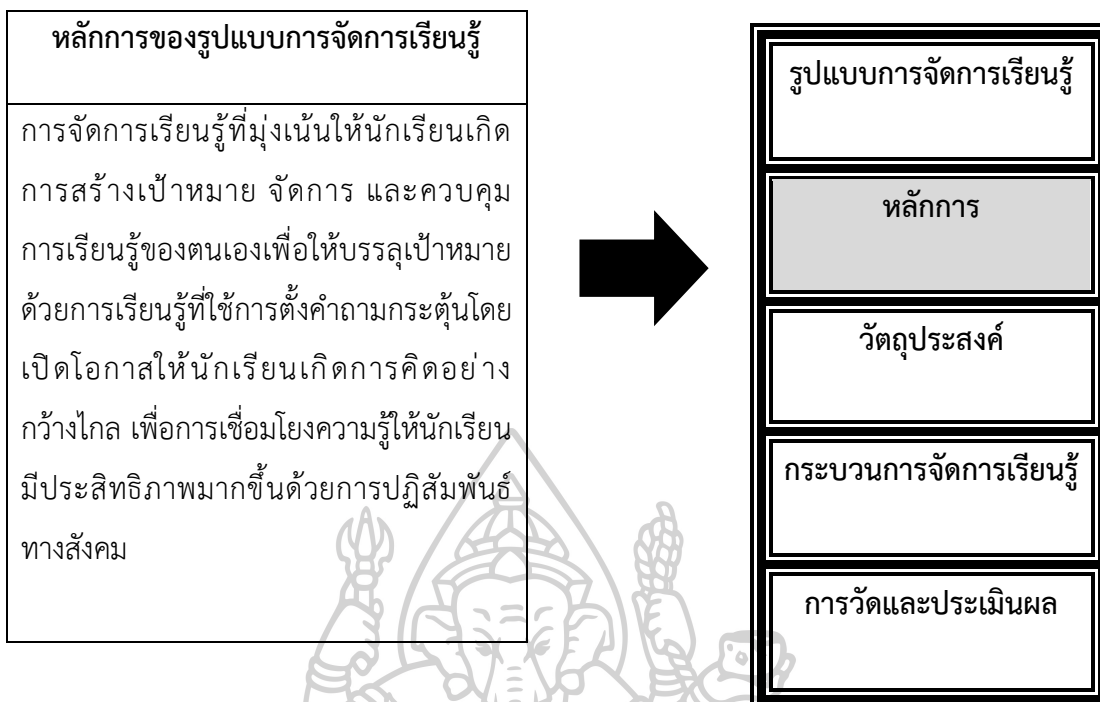 หลักการของรูปแบบการจัดการเรียนรู้
การจัดการเรียนรู้ที่มุ่งเน้นให้นักเรียนเกิด
การสร้างเป้าหมาย จัดการ และควบคุม
การเรียนรู้ของตนเองเพื่อให้บรรลุเป้าหมาย
ด้วยการเรียนรู้ที่ใช้การตั้งคำถามกระตุ้นโดย
เปิดโอกาสให้นักเรียนเกิดการคิดอย่าง
กว้างไกล เพื่อการเชื่อมโยงความรู้ให้นักเรียน
มีประสิทธิภาพมากขึ้นด้วยการปฏิสัมพันธ์
ทางสังคม
รูปแบบการจัดการเรียนรู้
หลักการ
วัตถุประสงค์
กระบวนการจัดการเรียนรู้
การวัดและประเมินผล